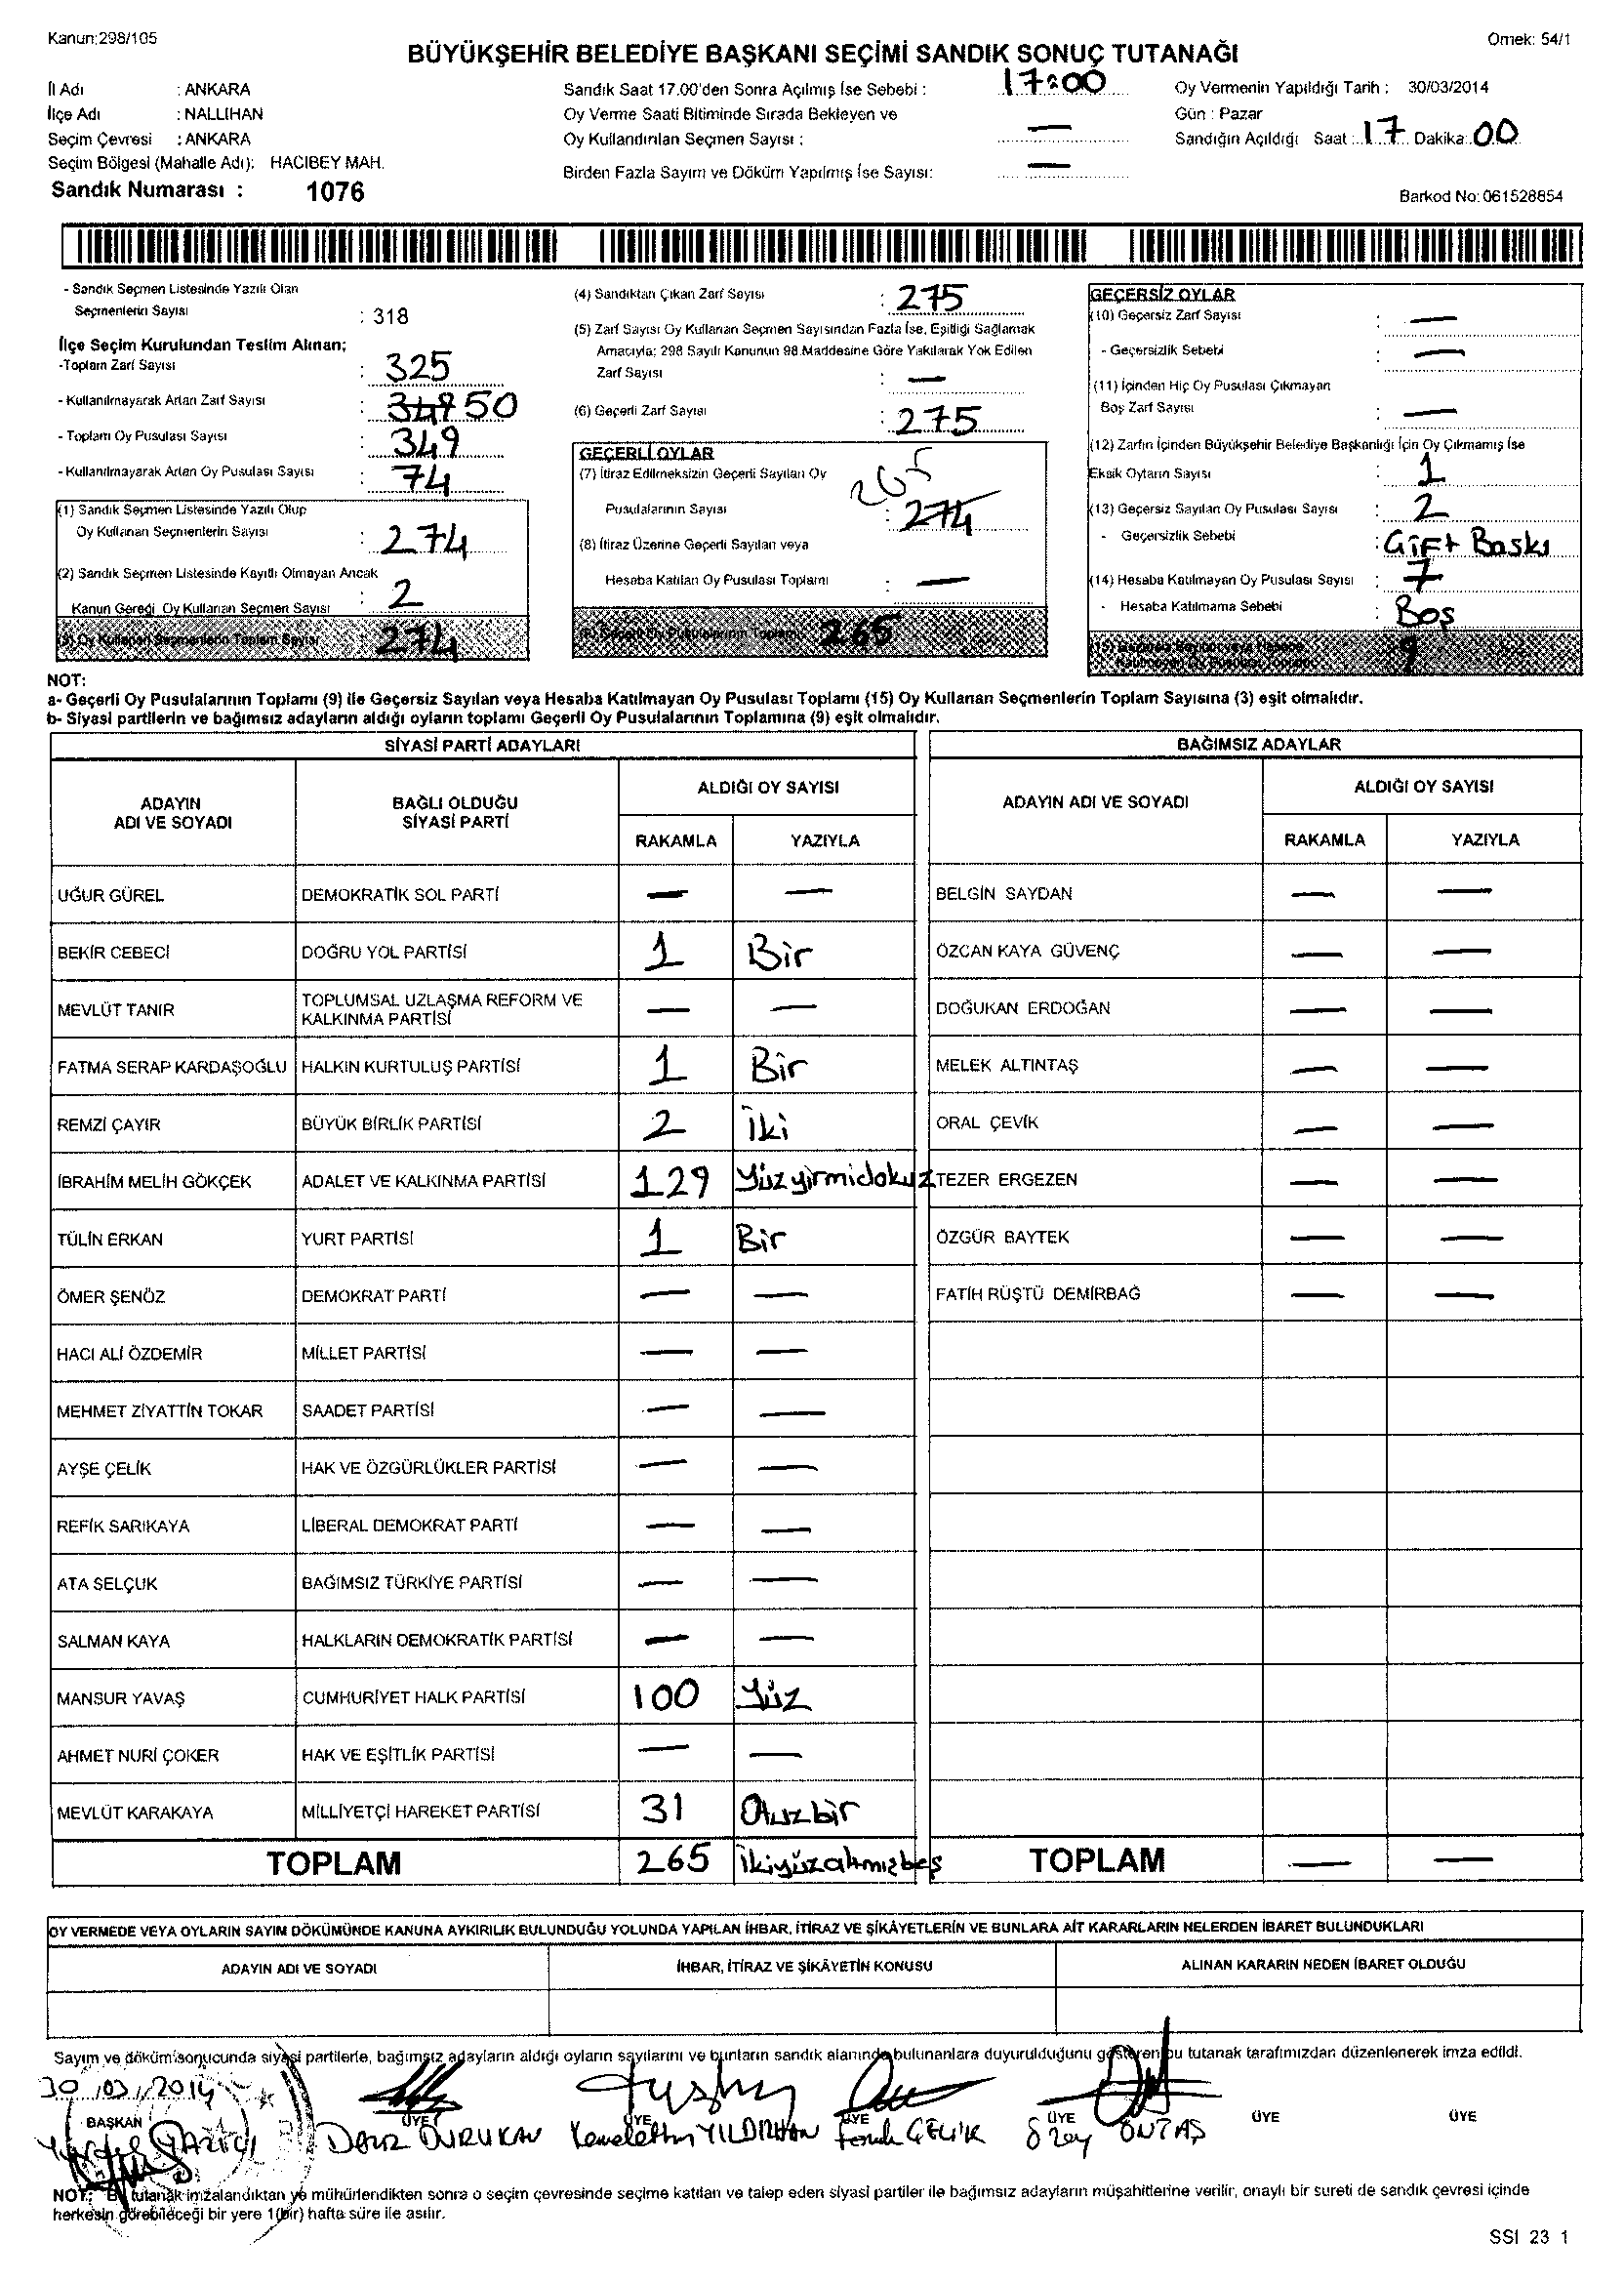 Kanun:298/105
Örnek: 54/1
BÜYÜKŞEHİR BELEDİYE BAŞKANI SEÇİMİ SANDIK SONUÇ TUTANAĞI
İl Adı : ANKARA
İlçe Adı : NALLIHAN
Seçim Çevresi : ANKARA
Seçim Bölgesi (Mahalle Adı): HACIBEY MAH.
Sandık Numarası : 1076
Sandık Saat 17.00'den Sonra Açılmış İse Sebebi : 17:00
Oy Verme Saati Bitiminde Sırada Bekleyen ve
Oy Kullandırılan Seçmen Sayısı : —
Birden Fazla Sayım ve Döküm Yapılmış İse Sayısı: —
Oy Vermenin Yapıldığı Tarih : 30/03/2014
Gün : Pazar
Sandığın Açıldığı Saat : 17 Dakika: 00
Barkod No: 061528854
- Sandık Seçmen Listesinde Yazılı Olan
Seçmenlerin Sayısı : 318
İlçe Seçim Kurulundan Teslim Alınan;
-Toplam Zarf Sayısı : 325
- Kullanılmayarak Artan Zarf Sayısı : 50
- Toplam Oy Pusulası Sayısı : 349
- Kullanılmayarak Artan Oy Pusulası Sayısı : 74
(1) Sandık Seçmen Listesinde Yazılı Olup
Oy Kullanan Seçmenlerin Sayısı : 274
(2) Sandık Seçmen Listesinde Kayıtlı Olmayan Ancak
Kanun Gereği Oy Kullanan Seçmen Sayısı : 2
(3) Oy Kullanan Seçmenlerin Toplam Sayısı 274
(4) Sandıktan Çıkan Zarf Sayısı : 275
(5) Zarf Sayısı Oy Kullanan Seçmen Sayısından Fazla İse, Eşitliği Sağlamak
Amacıyla; 298 Sayılı Kanunun 98.Maddesine Göre Yakılarak Yok Edilen
Zarf Sayısı : —
(6) Geçerli Zarf Sayısı : 275
GEÇERLİ OYLAR
(7) İtiraz Edilmeksizin Geçerli Sayılan Oy 265
Pusulalarının Sayısı : 274
(8) İtiraz Üzerine Geçerli Sayılan veya
Hesaba Katılan Oy Pusulası Toplamı : —
(9) Geçerli Oy Pusulalarının Toplamı 265
GEÇERSİZ OYLAR
(10) Geçersiz Zarf Sayısı : —
- Geçersizlik Sebebi : —
(11) İçinden Hiç Oy Pusulası Çıkmayan
Boş Zarf Sayısı : —
(12) Zarfın İçinden Büyükşehir Belediye Başkanlığı İçin Oy Çıkmamış İse
Eksik Oyların Sayısı : 1
(13) Geçersiz Sayılan Oy Pusulası Sayısı : 2
- Geçersizlik Sebebi : Çift Baskı
(14) Hesaba Katılmayan Oy Pusulası Sayısı : 7
- Hesaba Katılmama Sebebi : Boş
(15) Geçersiz Sayılan veya Hesaba
Katılmayan Oy Pusulası Toplamı 9
NOT:
a- Geçerli Oy Pusulalarının Toplamı (9) ile Geçersiz Sayılan veya Hesaba Katılmayan Oy Pusulası Toplamı (15) Oy Kullanan Seçmenlerin Toplam Sayısına (3) eşit olmalıdır.
b- Siyasi partilerin ve bağımsız adayların aldığı oyların toplamı Geçerli Oy Pusulalarının Toplamına (9) eşit olmalıdır.
SİYASİ PARTİ ADAYLARI
ADAYIN ADI VE SOYADI BAĞLI OLDUĞU SİYASİ PARTİ ALDIĞI OY SAYISI
RAKAMLA YAZIYLA
UĞUR GÜREL DEMOKRATİK SOL PARTİ — —
BEKİR CEBECİ DOĞRU YOL PARTİSİ 1 Bir
MEVLÜT TANIR TOPLUMSAL UZLAŞMA REFORM VE KALKINMA PARTİSİ — —
FATMA SERAP KARDAŞOĞLU HALKIN KURTULUŞ PARTİSİ 1 Bir
REMZİ ÇAYIR BÜYÜK BİRLİK PARTİSİ 2 İki
İBRAHİM MELİH GÖKÇEK ADALET VE KALKINMA PARTİSİ 129 Yüzyirmidokuz
TÜLİN ERKAN YURT PARTİSİ 1 Bir
ÖMER ŞENÖZ DEMOKRAT PARTİ — —
HACI ALİ ÖZDEMİR MİLLET PARTİSİ — —
MEHMET ZİYATTİN TOKAR SAADET PARTİSİ — —
AYŞE ÇELİK HAK VE ÖZGÜRLÜKLER PARTİSİ — —
REFİK SARIKAYA LİBERAL DEMOKRAT PARTİ — —
ATA SELÇUK BAĞIMSIZ TÜRKİYE PARTİSİ — —
SALMAN KAYA HALKLARIN DEMOKRATİK PARTİSİ — —
MANSUR YAVAŞ CUMHURİYET HALK PARTİSİ 100 Yüz
AHMET NURİ ÇOKER HAK VE EŞİTLİK PARTİSİ — —
MEVLÜT KARAKAYA MİLLİYETÇİ HAREKET PARTİSİ 31 Otuzbir
TOPLAM 265 İkiyüzaltmışbeş
BAĞIMSIZ ADAYLAR
ADAYIN ADI VE SOYADI ALDIĞI OY SAYISI
RAKAMLA YAZIYLA
BELGİN SAYDAN — —
ÖZCAN KAYA GÜVENÇ — —
DOĞUKAN ERDOĞAN — —
MELEK ALTINTAŞ — —
ORAL ÇEVİK — —
TEZER ERGEZEN — —
ÖZGÜR BAYTEK — —
FATİH RÜŞTÜ DEMİRBAĞ — —
TOPLAM — —
OY VERMEDE VEYA OYLARIN SAYIM DÖKÜMÜNDE KANUNA AYKIRILIK BULUNDUĞU YOLUNDA YAPILAN İHBAR, İTİRAZ VE ŞİKÂYETLERİN VE BUNLARA AİT KARARLARIN NELERDEN İBARET BULUNDUKLARI
ADAYIN ADI VE SOYADI İHBAR, İTİRAZ VE ŞİKÂYETİN KONUSU ALINAN KARARIN NEDEN İBARET OLDUĞU
Sayım ve döküm sonucunda siyasi partilerle, bağımsız adayların aldığı oyların sayılarını ve bunların sandık alanında bulunanlara duyurulduğunu gösteren bu tutanak tarafımızdan düzenlenerek imza edildi.
30/03/2014
BAŞKAN ÜYE ÜYE ÜYE ÜYE ÜYE ÜYE
YAZICI DURUKAN YILDIRHAN ÇELİK ÖNTAŞ
NOT: Bu tutanak imzalandıktan ve mühürlendikten sonra o seçim çevresinde seçime katılan ve talep eden siyasi partiler ile bağımsız adayların müşahitlerine verilir, onaylı bir sureti de sandık çevresi içinde
herkesin görebileceği bir yere 1(bir) hafta süre ile asılır.
SSI 23 1